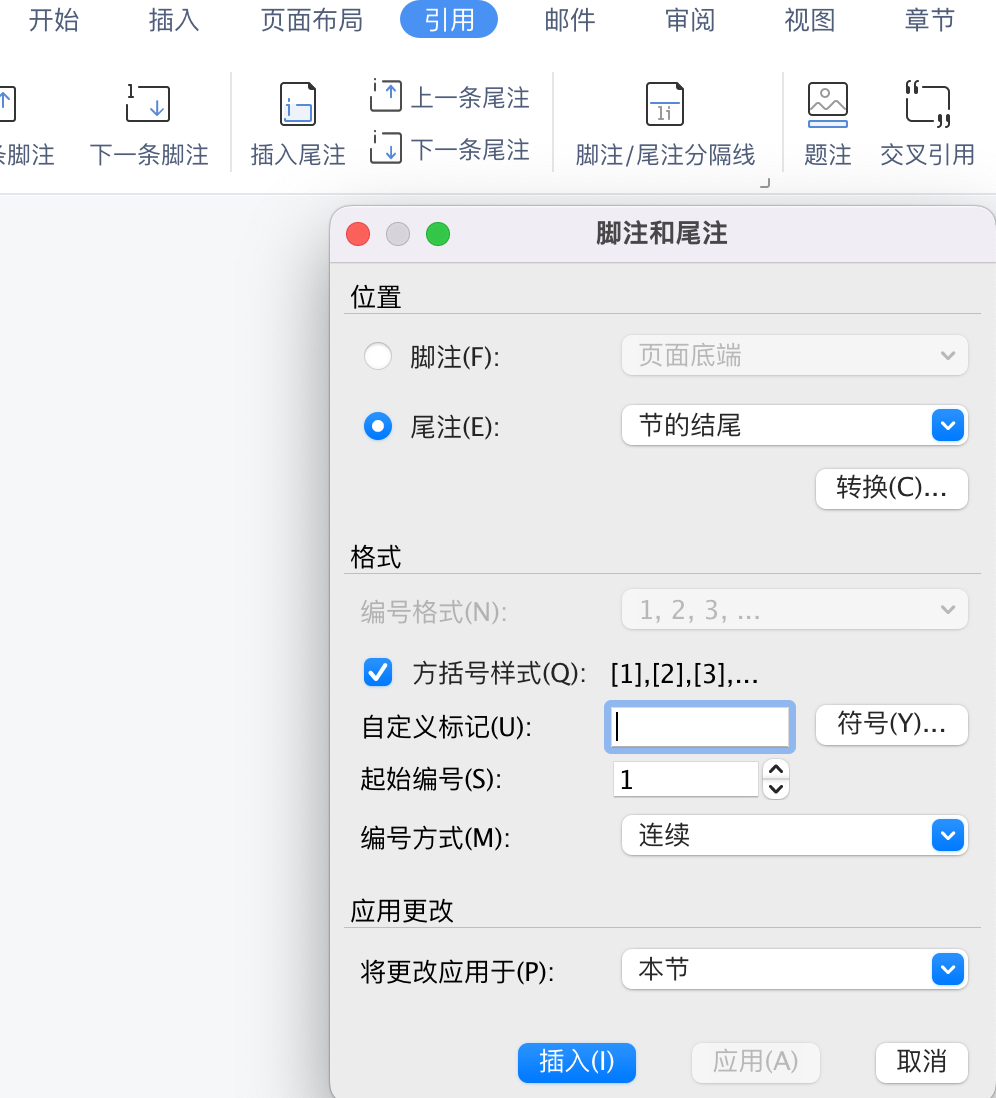 开始 插入 页面布局 引用 邮件 审阅 视图 章节
上一条尾注
下一条尾注
条脚注 下一条脚注 插入尾注 脚注/尾注分隔线 题注 交叉引用
脚注和尾注
位置
脚注(F): 页面底端
尾注(E): 节的结尾
转换(C)...
格式
编号格式(N): 1, 2, 3, ...
方括号样式(Q): [1],[2],[3],...
自定义标记(U): 符号(Y)...
起始编号(S): 1
编号方式(M): 连续
应用更改
将更改应用于(P): 本节
插入(I) 应用(A) 取消